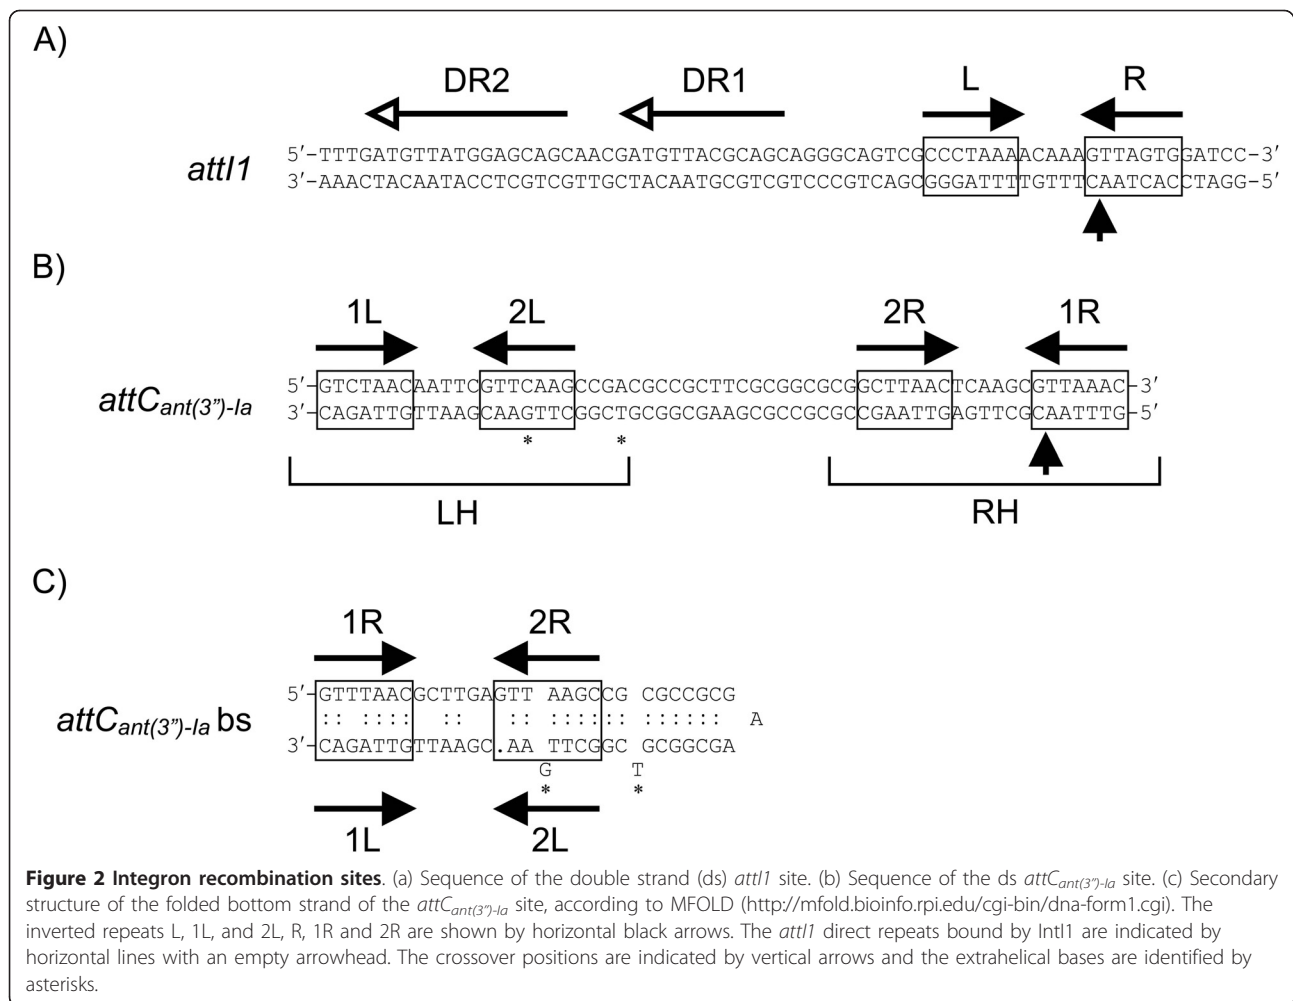 A)
DR2 DR1 L R
attI1
5′-TTTGATGTTATGGAGCAGCAACGATGTTACGCAGCAGGGCAGTCGCCCTAAAACAAAGTTAGTGGATCC-3′
3′-AAACTACAATACCTCGTCGTTGCTACAATGCGTCGTCCCGTCAGCGGGATTTTGTTTCAATCACCTAGG-5′
B)
1L 2L 2R 1R
attCant(3″)-Ia
5′-GTCTAACAATTCGTTCAAGCCGACGCCGCTTCGCGGCGCGGCTTAACTCAAGCGTTAAAC-3′
3′-CAGATTGTTAAGCAAGTTCGGCTGCGGCGAAGCGCCGCGCCGAATTGAGTTCGCAATTTG-5′
* *
LH RH
C)
1R 2R
attCant(3″)-Ia bs
5′-GTTTAACGCTTGAGTT AAGCCG CGCCGCG
:: :::: :: :: :::::: :::::: A
3′-CAGATTGTTAAGC.AA TTCGGC GCGGCGA
G T
* *
1L 2L
Figure 2 Integron recombination sites. (a) Sequence of the double strand (ds) attI1 site. (b) Sequence of the ds attCant(3″)-Ia site. (c) Secondary
structure of the folded bottom strand of the attCant(3″)-Ia site, according to MFOLD (http://mfold.bioinfo.rpi.edu/cgi-bin/dna-form1.cgi). The
inverted repeats L, 1L, and 2L, R, 1R and 2R are shown by horizontal black arrows. The attI1 direct repeats bound by IntI1 are indicated by
horizontal lines with an empty arrowhead. The crossover positions are indicated by vertical arrows and the extrahelical bases are identified by
asterisks.